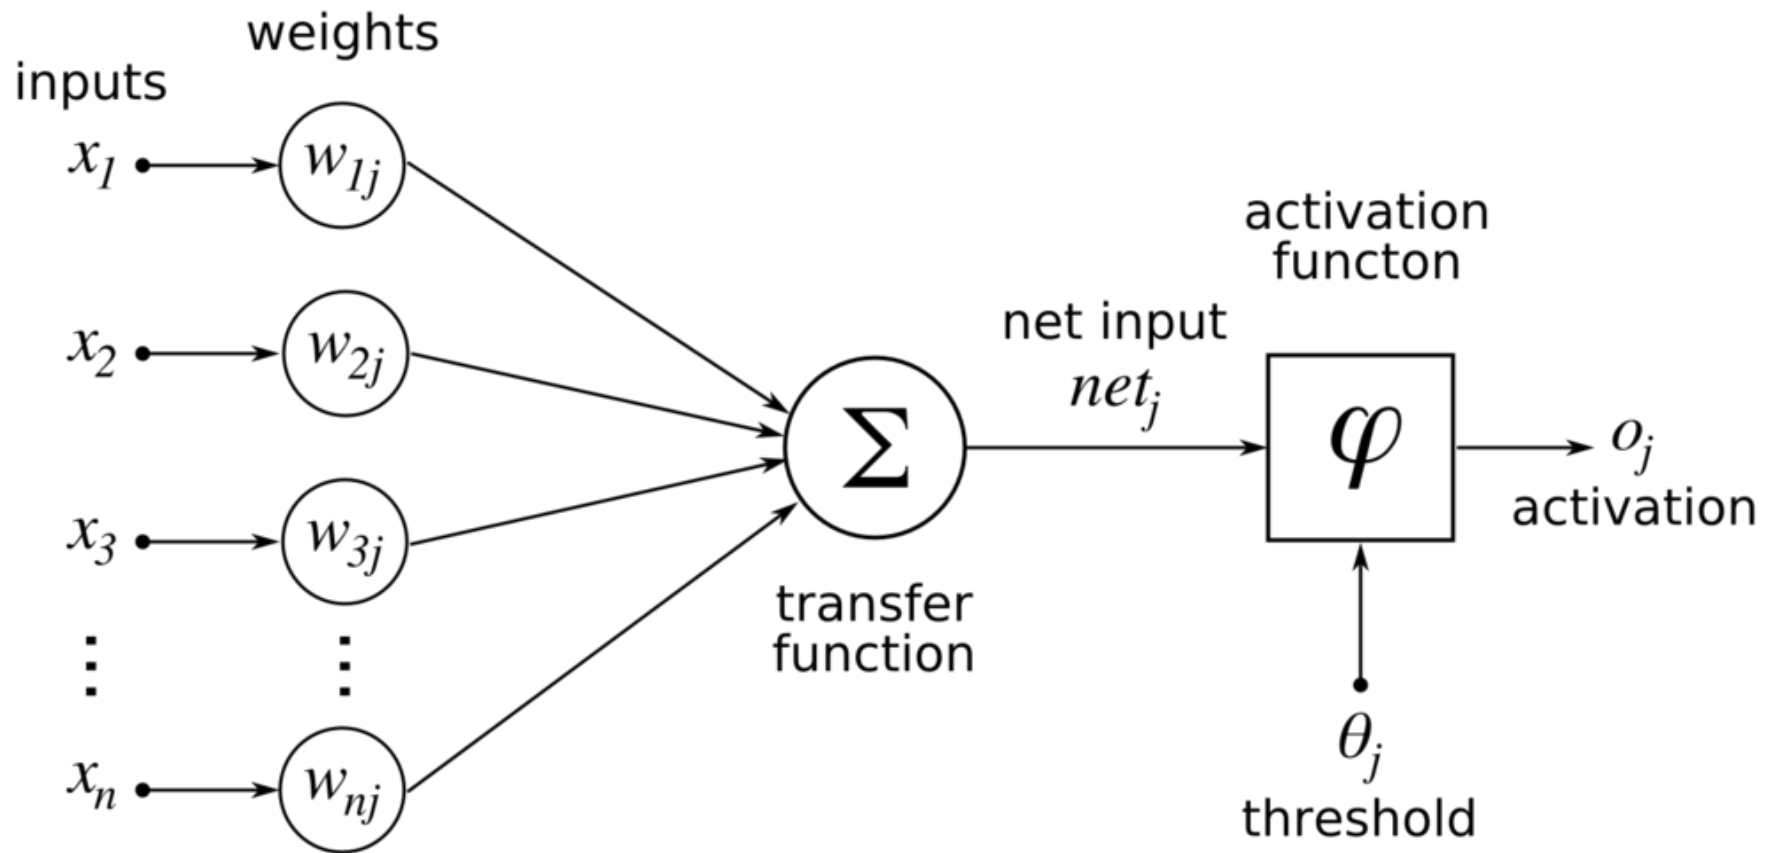 weights
inputs
x₁
w₁ⱼ
x₂
w₂ⱼ
x₃
w₃ⱼ
⋮
⋮
xₙ
wₙⱼ
Σ
transfer
function
net input
netⱼ
activation
functon
φ
oⱼ
activation
θⱼ
threshold